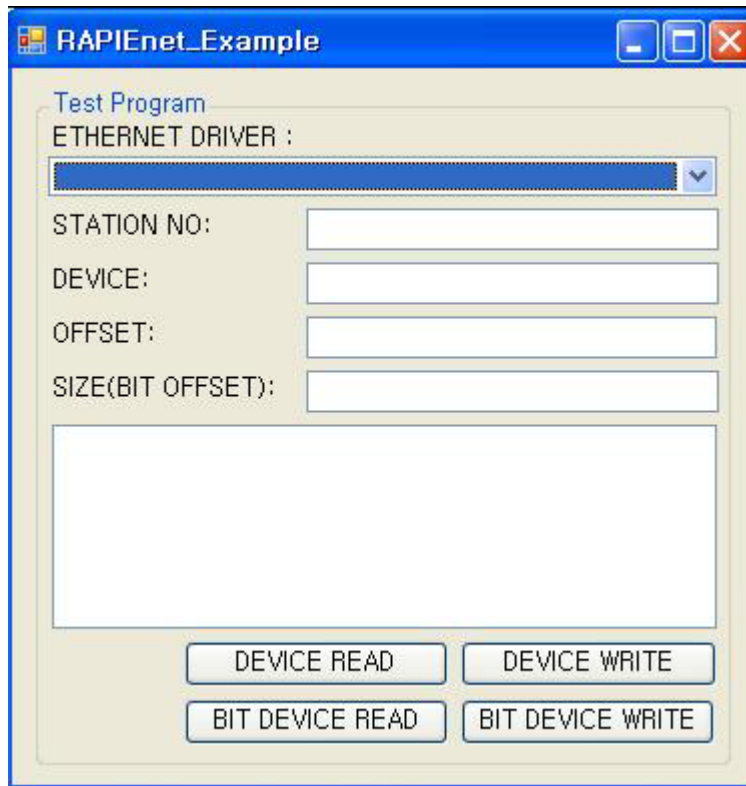 RAPIEnet_Example
Test Program
ETHERNET DRIVER :
STATION NO:
DEVICE:
OFFSET:
SIZE(BIT OFFSET):
DEVICE READ DEVICE WRITE
BIT DEVICE READ BIT DEVICE WRITE